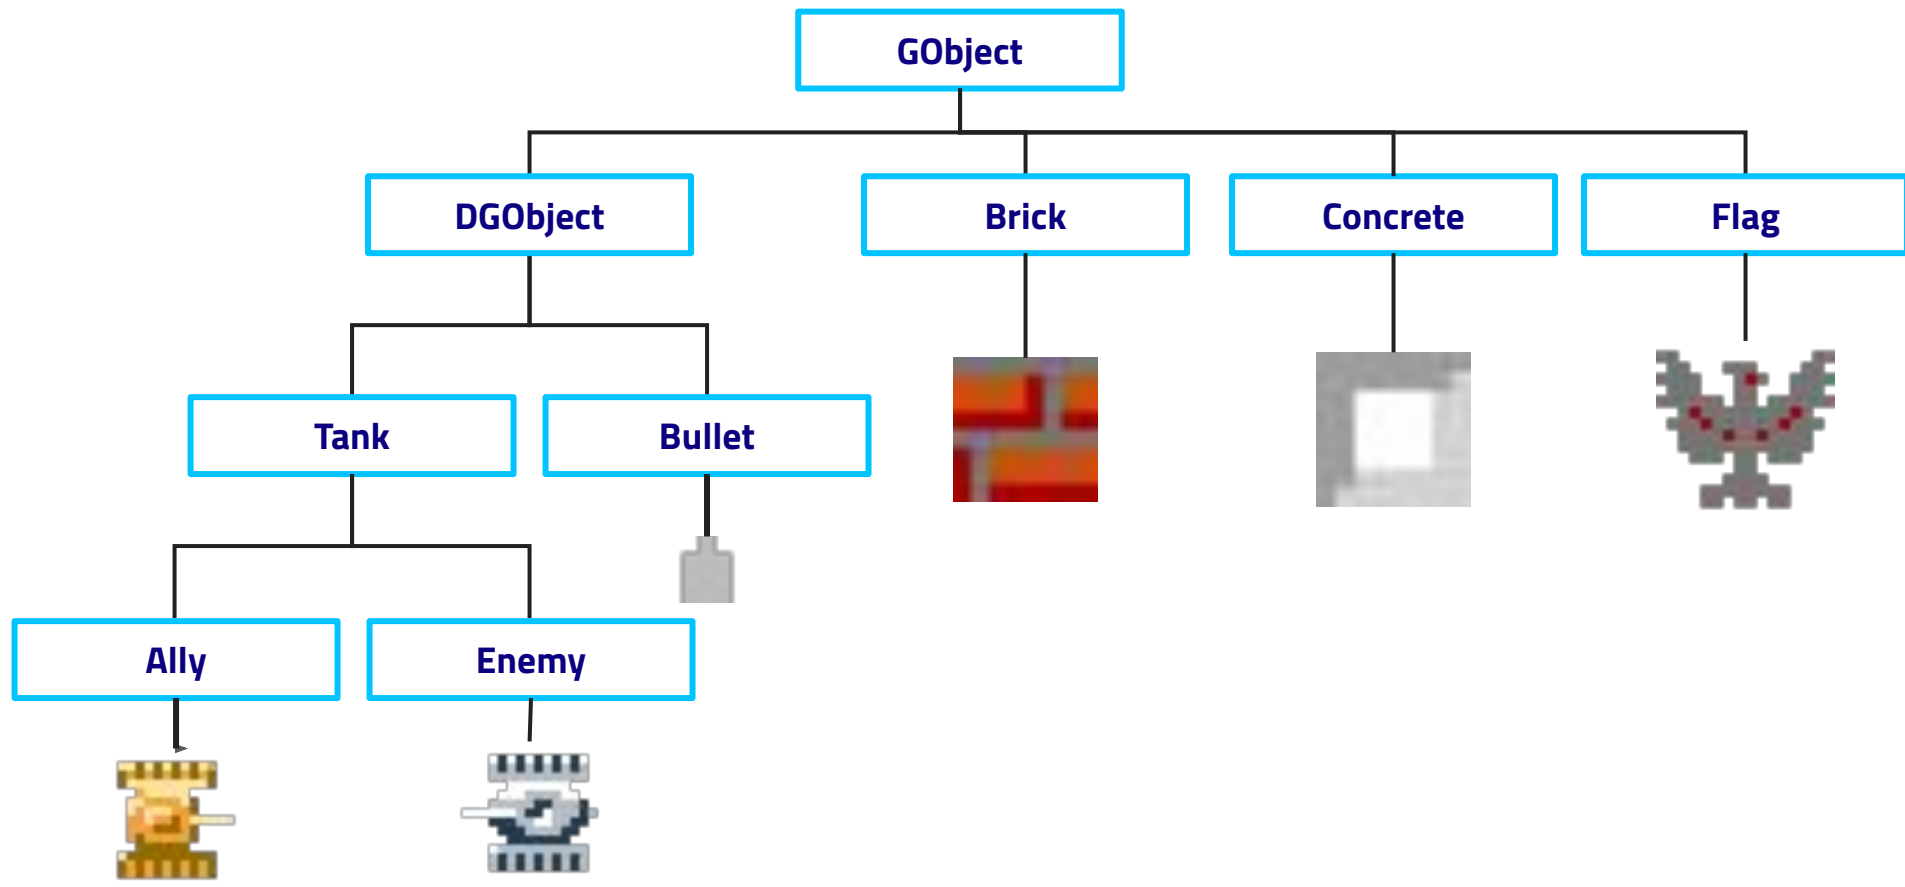 GObject
DGObject
Brick
Concrete
Flag
Tank
Bullet
Ally
Enemy